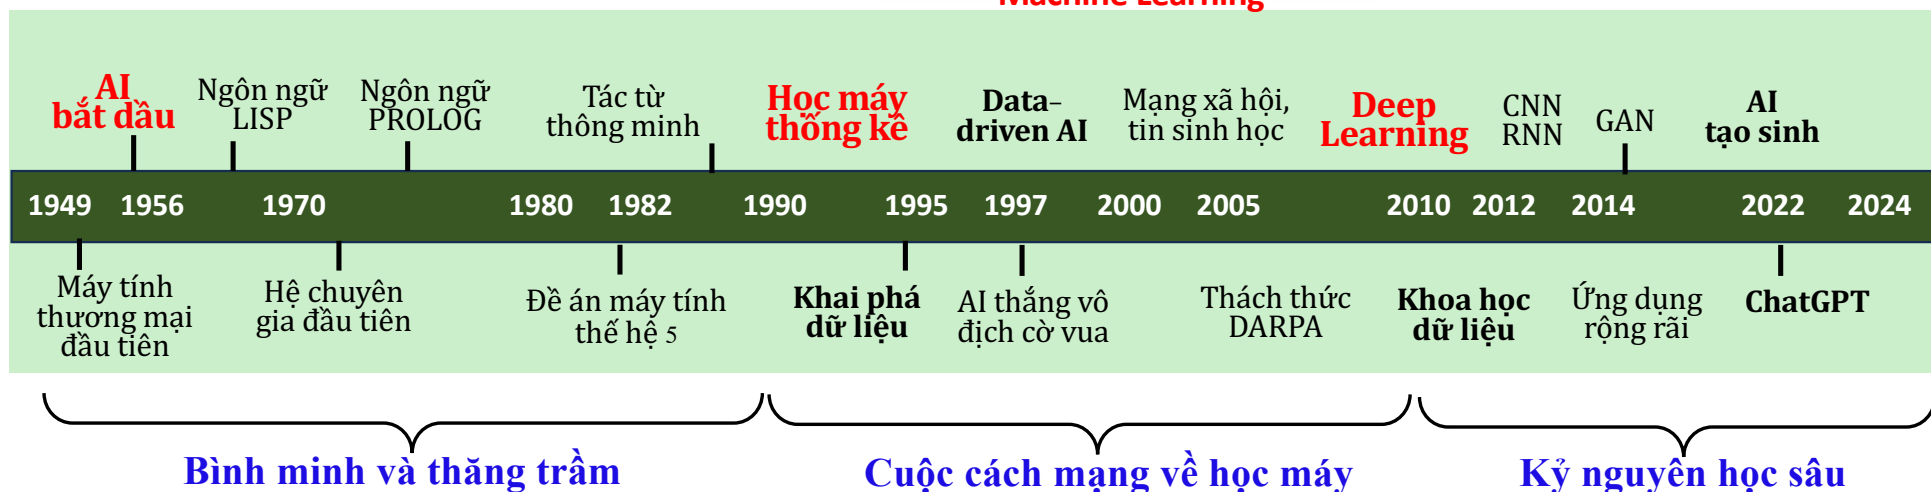 Machine Learning
AI
bắt dầu
Ngôn ngữ
LISP
Ngôn ngữ
PROLOG
Tác từ
thông minh
Học máy
thống kê
Data–
driven AI
Mạng xã hội,
tin sinh học
Deep
Learning
CNN
RNN
GAN
AI
tạo sinh
1949 1956 1970 1980 1982 1990 1995 1997 2000 2005 2010 2012 2014 2022 2024
Máy tính
thương mại
đầu tiên
Hệ chuyên
gia đầu tiên
Đề án máy tính
thế hệ 5
Khai phá
dữ liệu
AI thắng vô
địch cờ vua
Thách thức
DARPA
Khoa học
dữ liệu
Ứng dụng
rộng rãi
ChatGPT
Bình minh và thăng trầm
Cuộc cách mạng về học máy
Kỷ nguyên học sâu